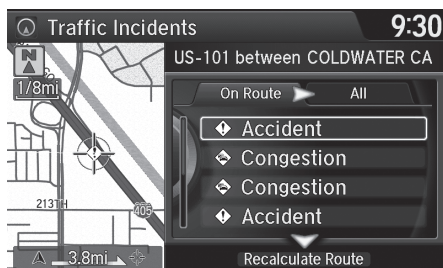 Traffic Incidents
9:30
N
US-101 between COLDWATER CA
1/8mi
On Route
All
Accident
Congestion
Congestion
Accident
213TH
405
3.8mi
Recalculate Route